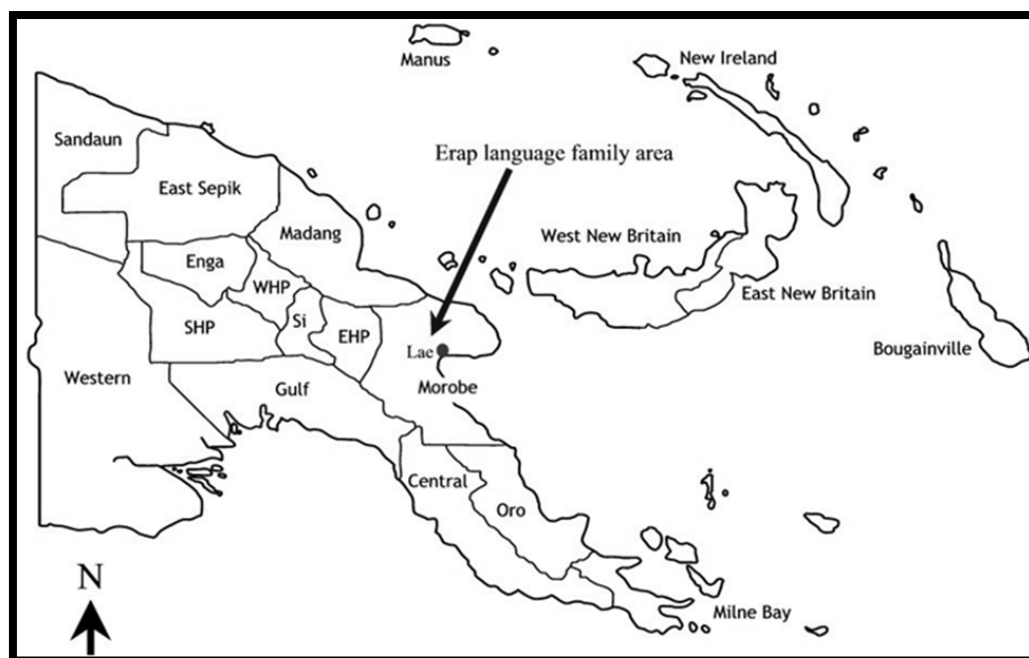 Manus
New Ireland
Sandaun
Erap language family area
East Sepik
Madang
West New Britain
Enga
WHP
East New Britain
SHP
Si
EHP
Lae
Bougainville
Western
Morobe
Gulf
Central
Oro
N
Milne Bay